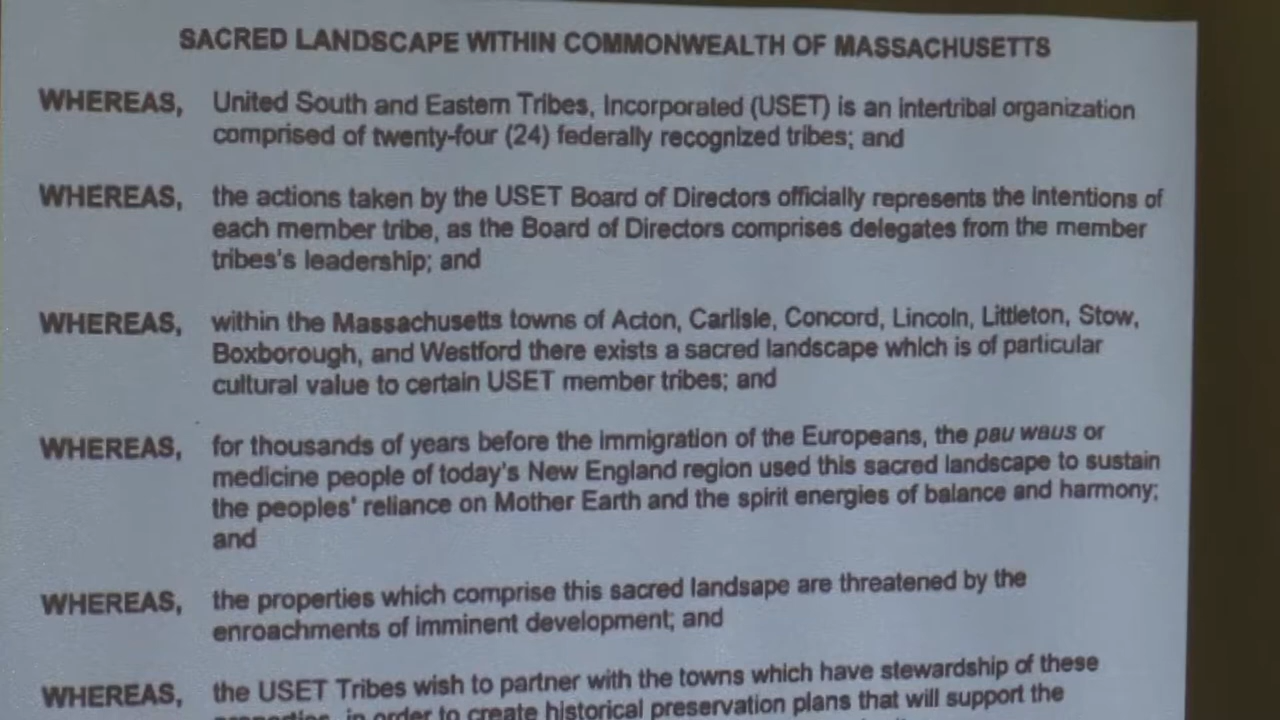 SACRED LANDSCAPE WITHIN COMMONWEALTH OF MASSACHUSETTS
WHEREAS, United South and Eastern Tribes, Incorporated (USET) is an intertribal organization
comprised of twenty-four (24) federally recognized tribes; and
WHEREAS, the actions taken by the USET Board of Directors officially represents the intentions of
each member tribe, as the Board of Directors comprises delegates from the member
tribes's leadership; and
WHEREAS, within the Massachusetts towns of Acton, Carlisle, Concord, Lincoln, Littleton, Stow,
Boxborough, and Westford there exists a sacred landscape which is of particular
cultural value to certain USET member tribes; and
WHEREAS, for thousands of years before the immigration of the Europeans, the pau waus or
medicine people of today's New England region used this sacred landscape to sustain
the peoples' reliance on Mother Earth and the spirit energies of balance and harmony;
and
WHEREAS, the properties which comprise this sacred landsape are threatened by the
enroachments of imminent development; and
WHEREAS, the USET Tribes wish to partner with the towns which have stewardship of these
in order to create historical preservation plans that will support the